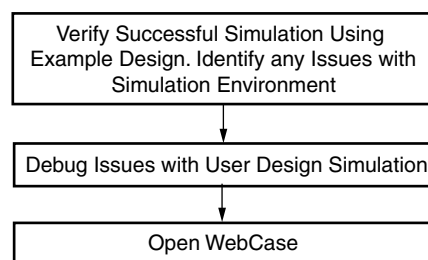 Verify Successful Simulation Using
Example Design. Identify any Issues with
Simulation Environment
Debug Issues with User Design Simulation
Open WebCase